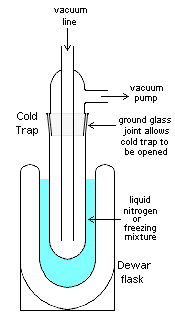 vacuum
line
vacuum
pump
Cold
Trap
ground glass
joint allows
cold trap to
be opened
liquid
nitrogen
or
freezing
mixture
Dewar
flask